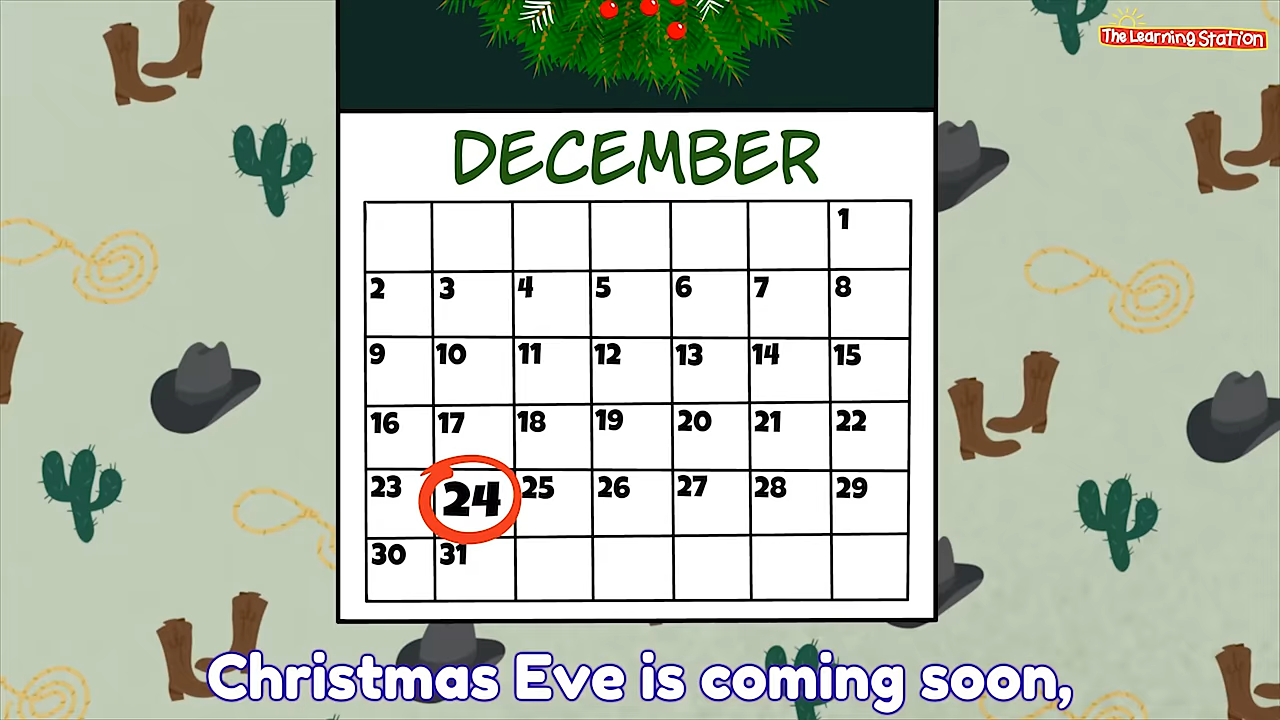 The Learning Station
DECEMBER
1
2 3 4 5 6 7 8
9 10 11 12 13 14 15
16 17 18 19 20 21 22
23 24 25 26 27 28 29
30 31
Christmas Eve is coming soon,